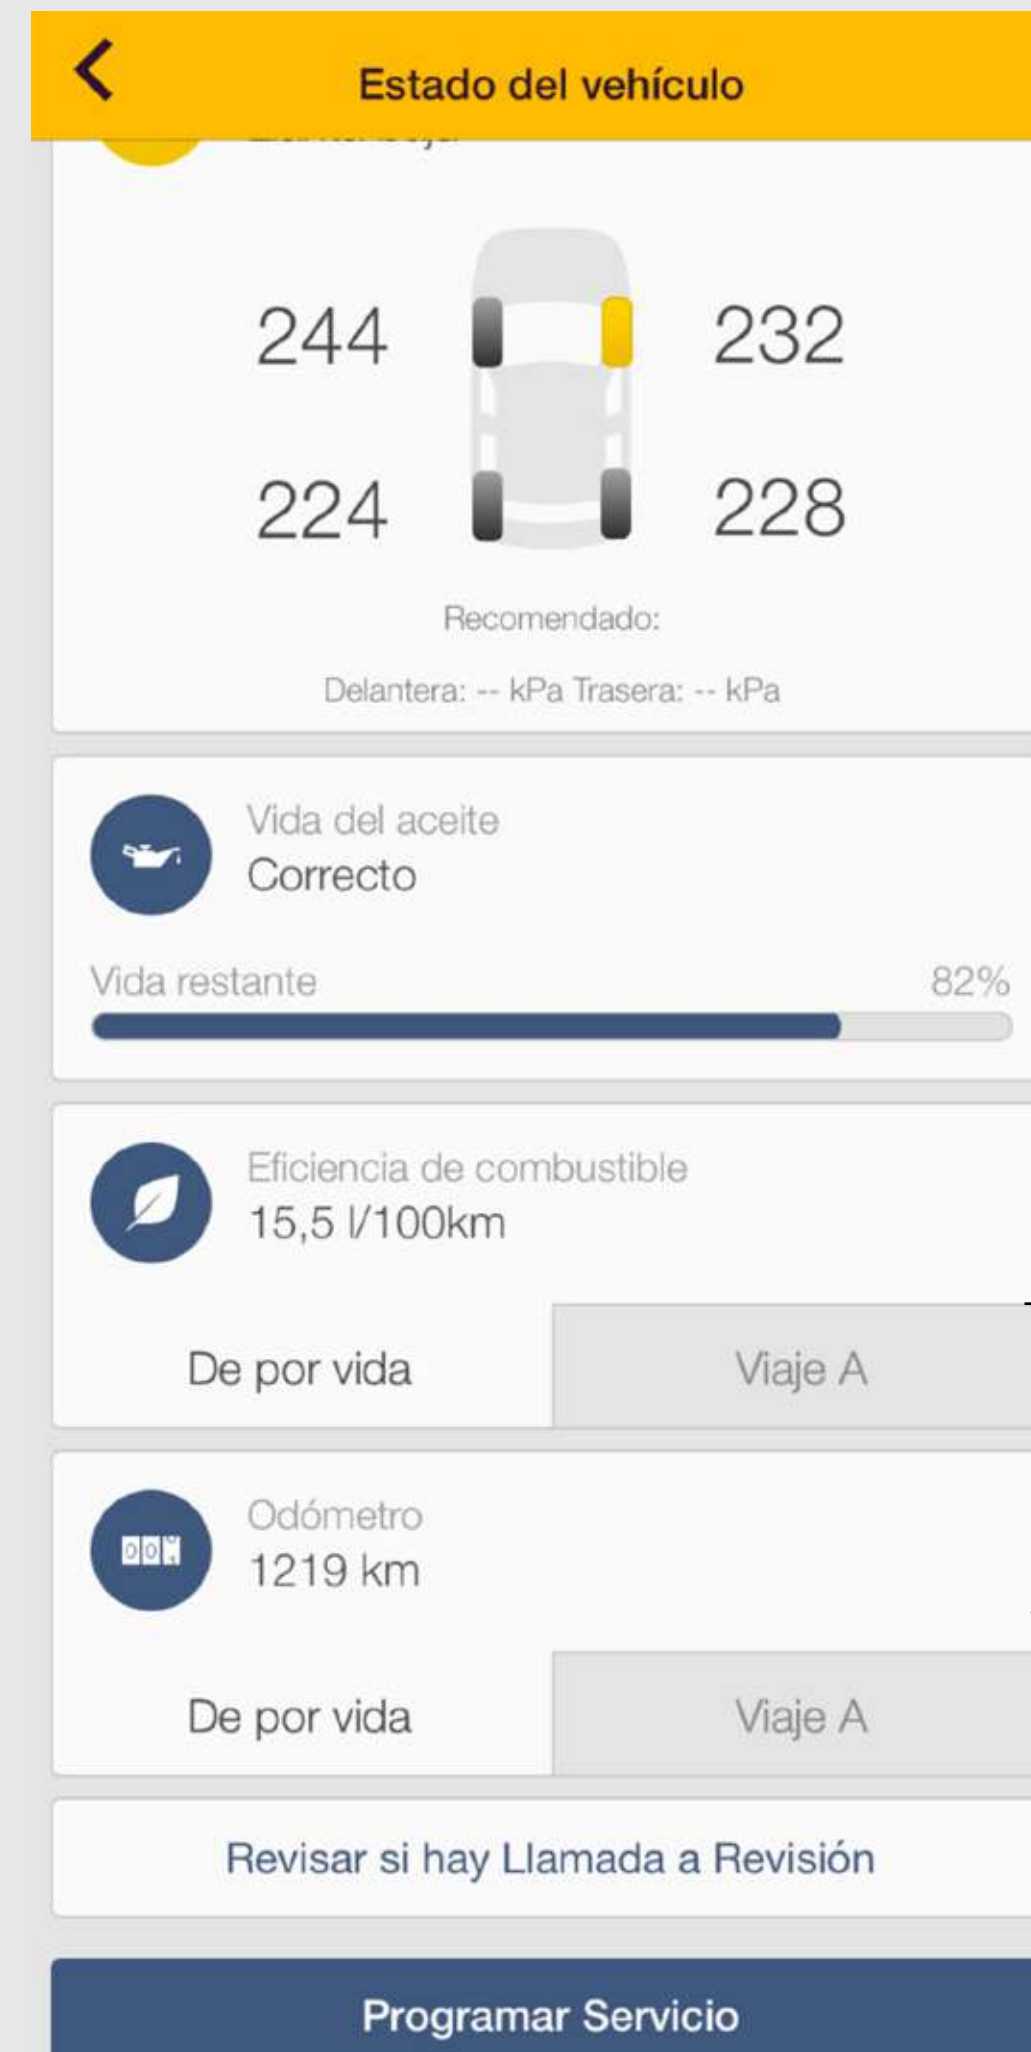 Estado del vehículo
244 232
224 228
Recomendado:
Delantera: -- kPa Trasera: -- kPa
Vida del aceite
Correcto
Vida restante 82%
Eficiencia de combustible
15,5 l/100km
De por vida Viaje A
Odómetro
1219 km
De por vida Viaje A
Revisar si hay Llamada a Revisión
Programar Servicio